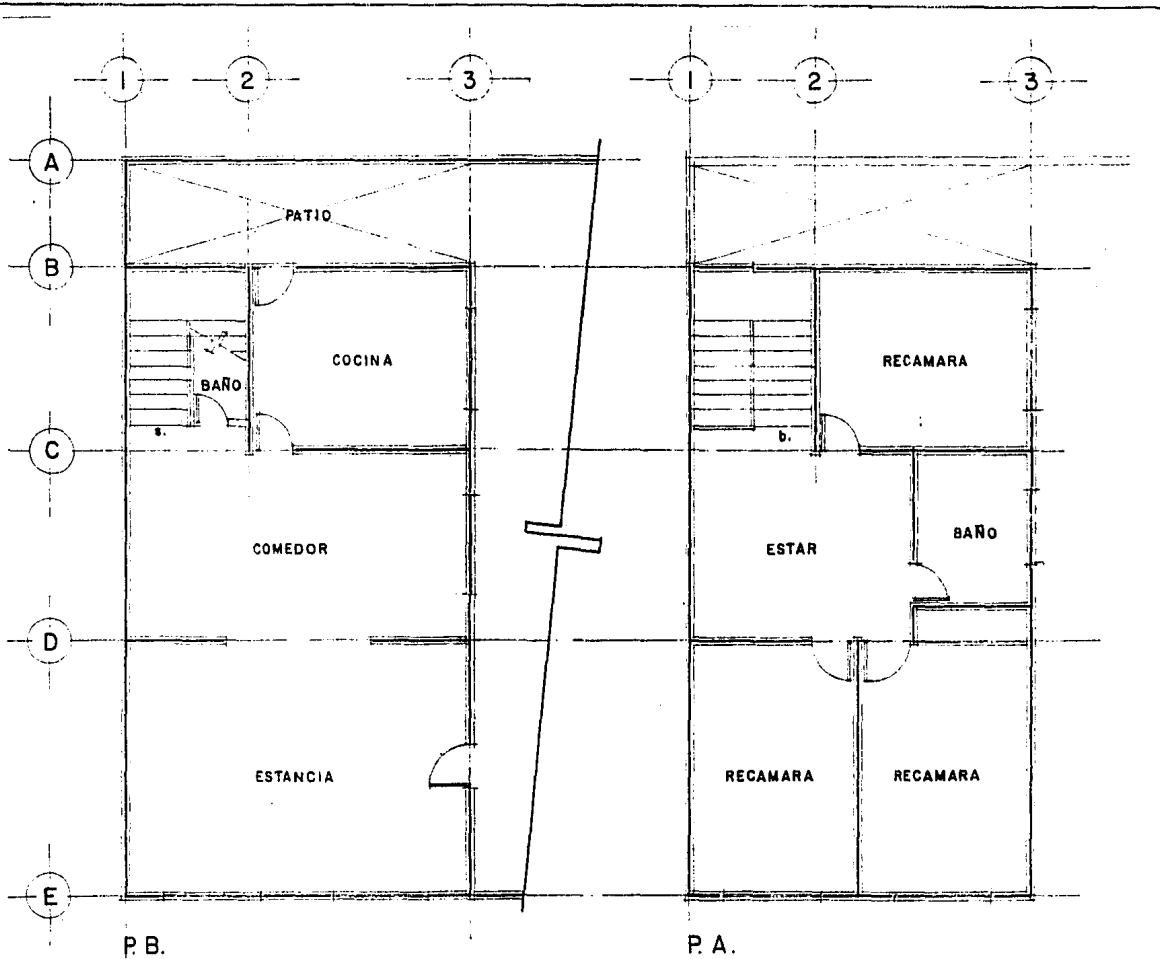 1 2 3
A
B
C
D
E
PATIO
COCINA
BAÑO
s.
COMEDOR
ESTANCIA
P. B.
1 2 3
RECAMARA
b.
ESTAR
BAÑO
RECAMARA RECAMARA
P. A.